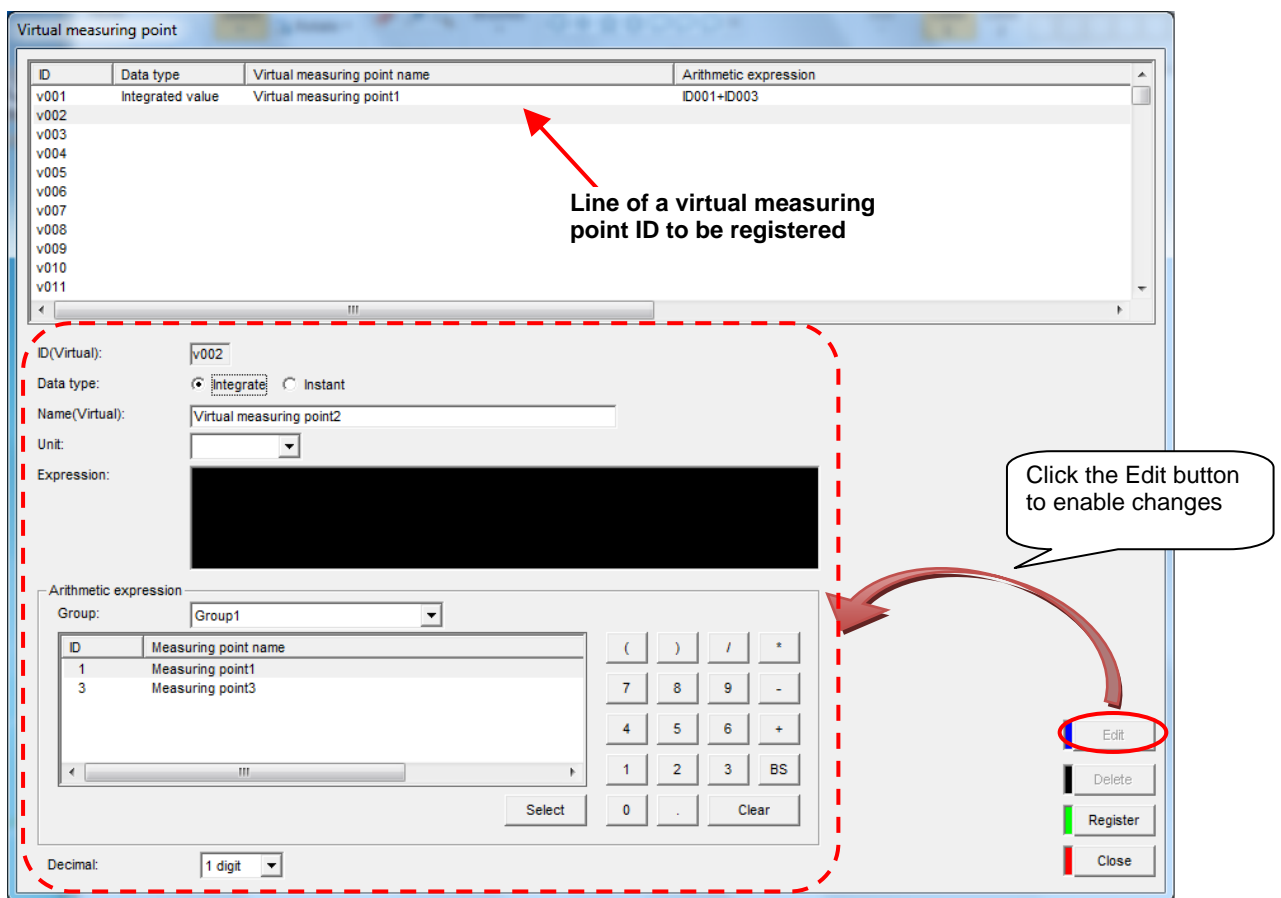 Virtual measuring point
ID Data type Virtual measuring point name Arithmetic expression
v001 Integrated value Virtual measuring point1 ID001+ID003
v002
v003
v004
v005
v006
v007
v008
v009
v010
v011
Line of a virtual measuring
point ID to be registered
ID(Virtual): v002
Data type: Integrate Instant
Name(Virtual): Virtual measuring point2
Unit:
Expression:
Click the Edit button
to enable changes
Arithmetic expression
Group: Group1
ID Measuring point name
1 Measuring point1
3 Measuring point3
( ) / *
7 8 9 -
4 5 6 +
1 2 3 BS
0 . Clear
Select
Edit
Delete
Register
Close
Decimal: 1 digit